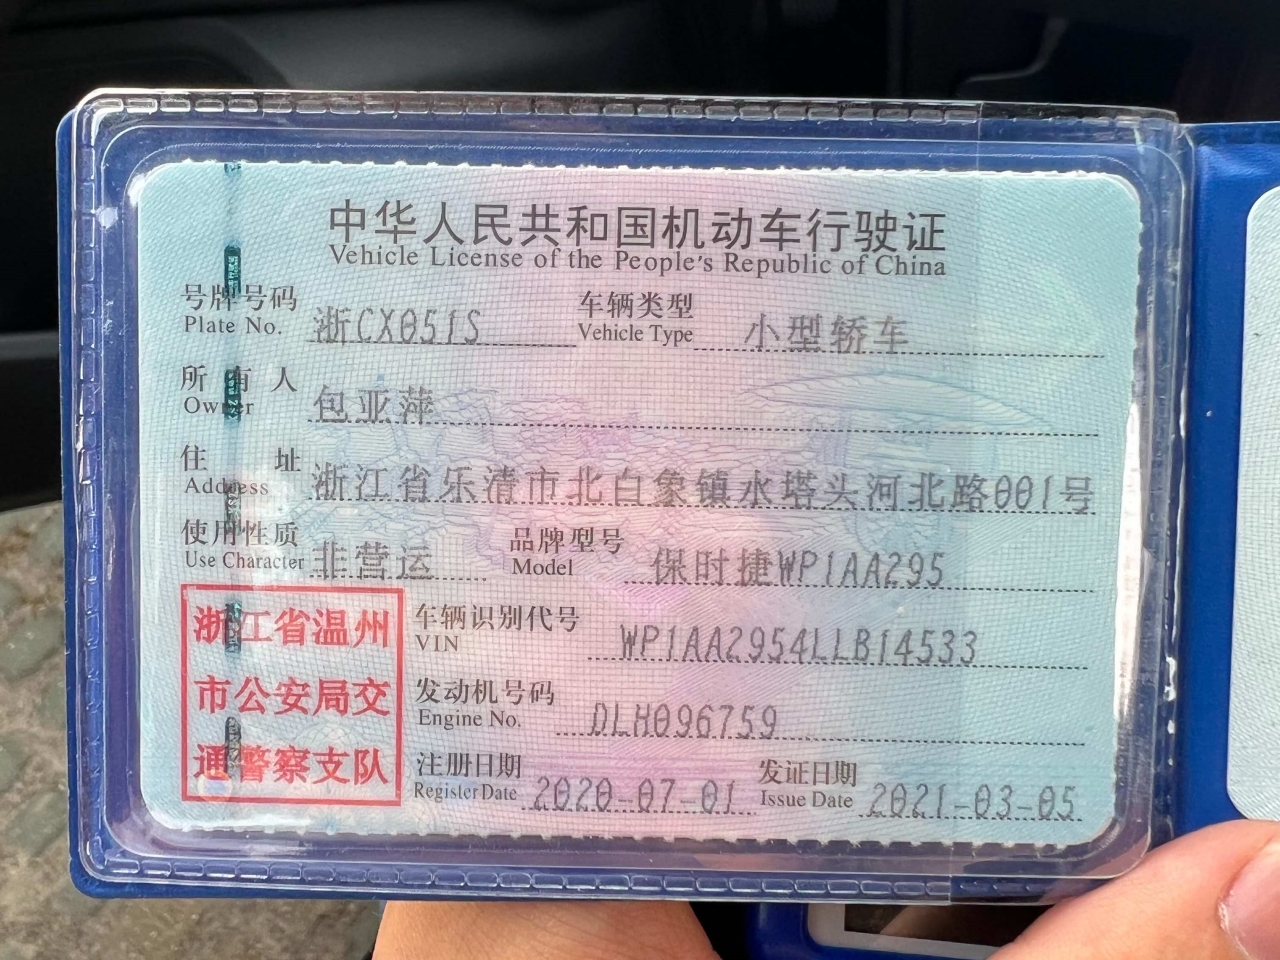 中华人民共和国机动车行驶证
Vehicle License of the People's Republic of China
号牌号码 浙CX051S 车辆类型 小型轿车
Plate No. Vehicle Type
所有人 包亚萍
Owner
住址 浙江省乐清市北白象镇水塔头河北路001号
Address
使用性质 非营运 品牌型号 保时捷WP1AA295
Use Character Model
浙江省温州
市公安局交
通警察支队
车辆识别代号 WP1AA2954LLB14533
VIN
发动机号码 DLH096759
Engine No.
注册日期 2020-07-01 发证日期 2021-03-05
Register Date Issue Date